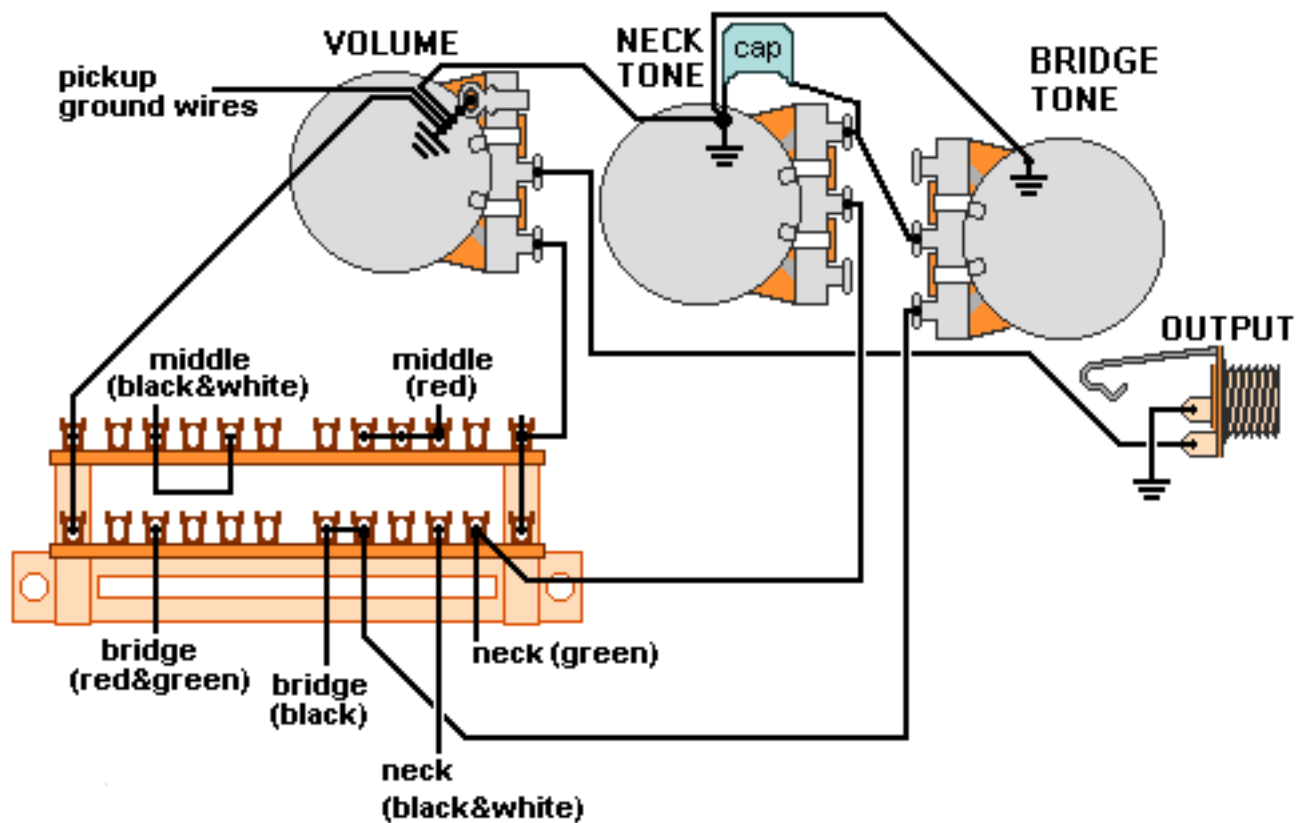 VOLUME
NECK
TONE
cap
BRIDGE
TONE
pickup
ground wires
OUTPUT
middle
(black&white)
middle
(red)
bridge
(red&green)
bridge
(black)
neck (green)
neck
(black&white)